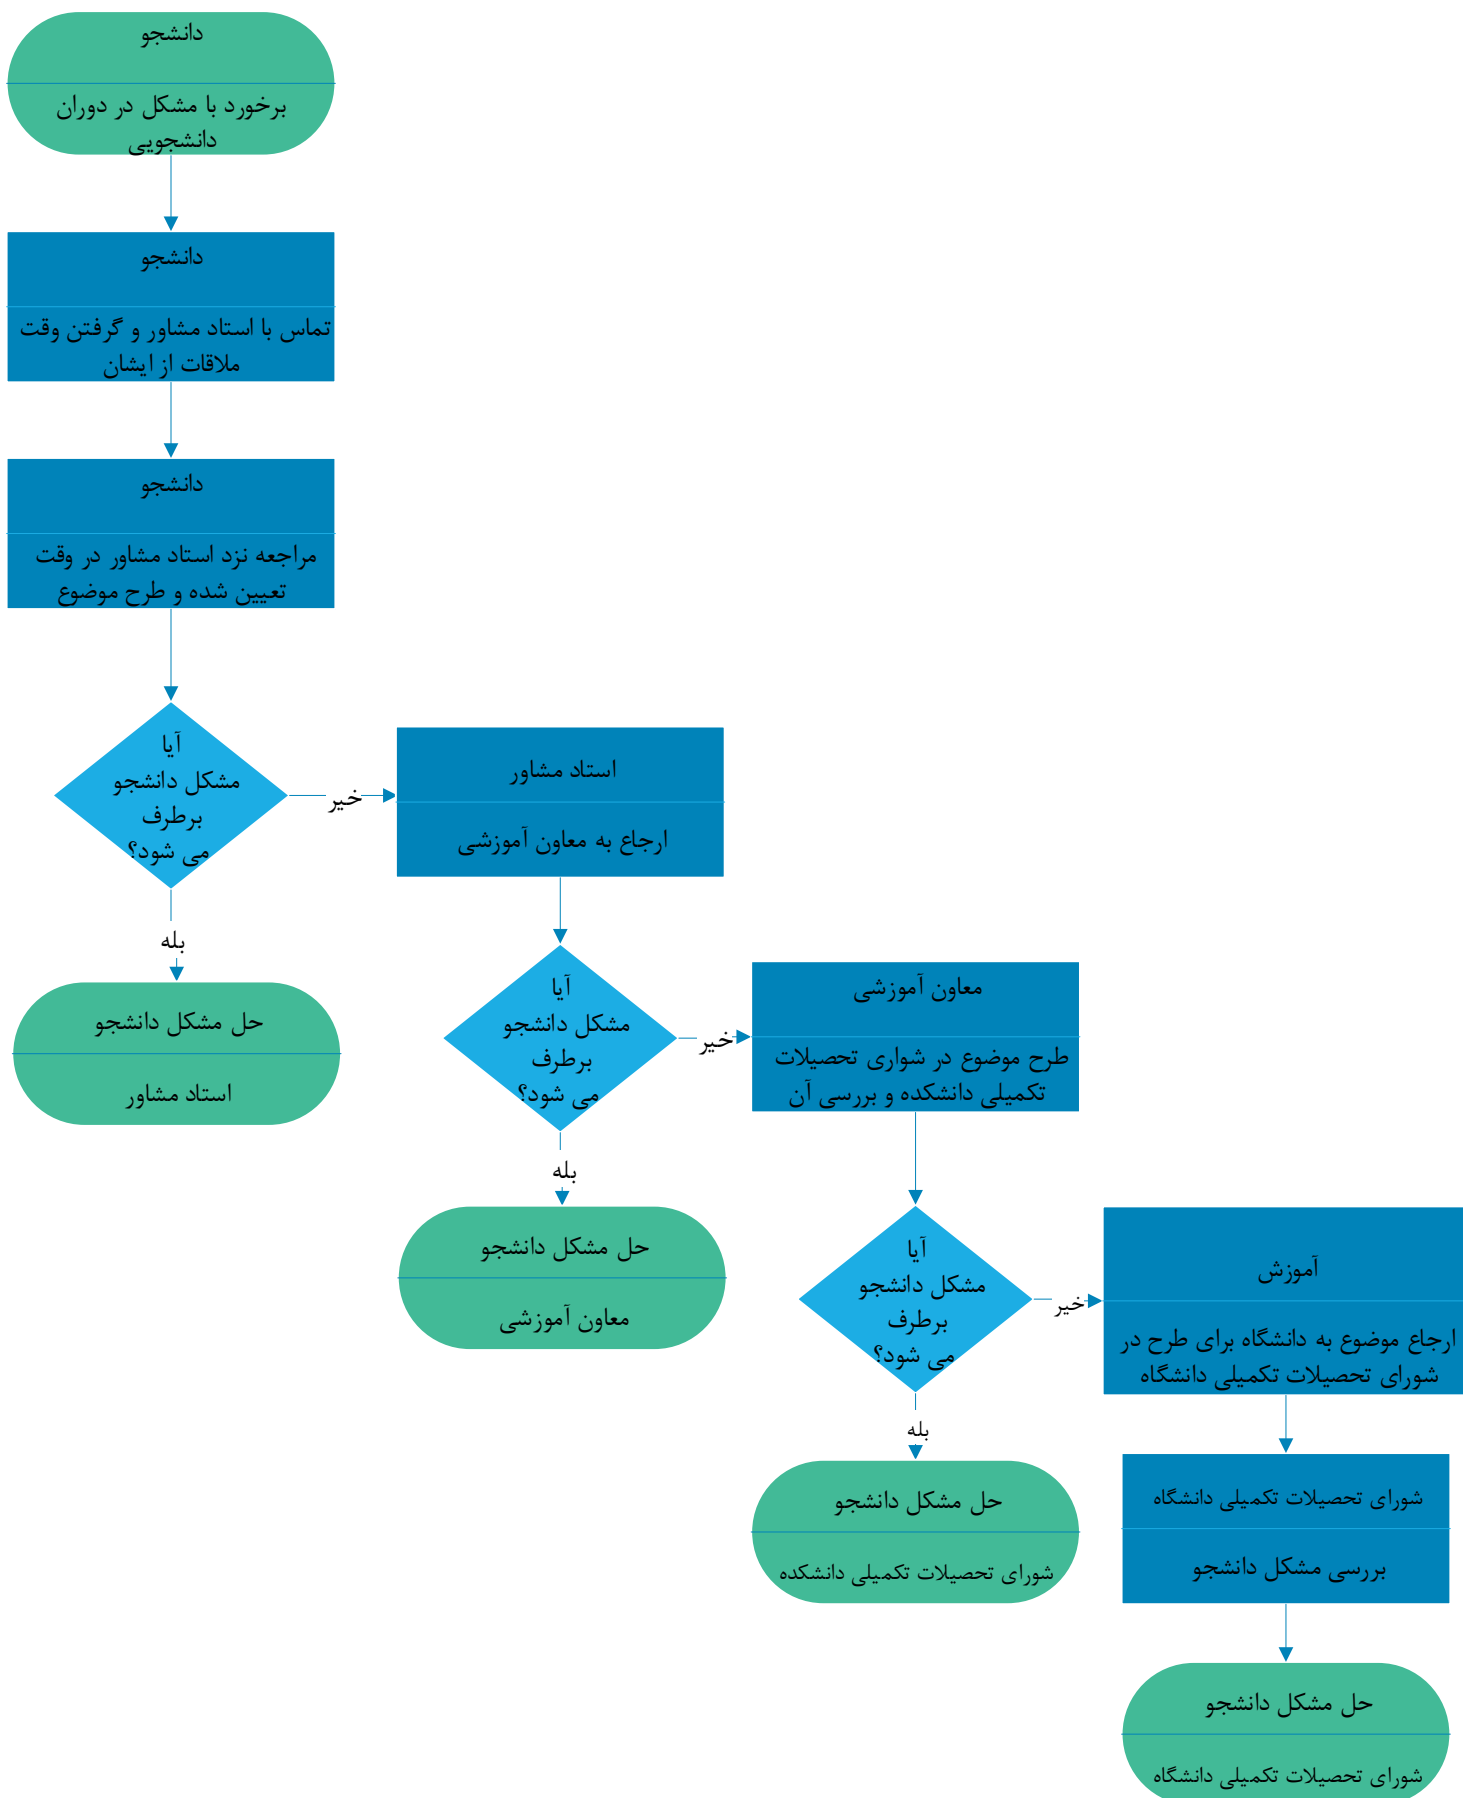 دانشجو
برخورد با مشکل در دوران
دانشجویی
دانشجو
تماس با استاد مشاور و گرفتن وقت
ملاقات از ایشان
دانشجو
مراجعه نزد استاد مشاور در وقت
تعیین شده و طرح موضوع
آیا
مشکل دانشجو
برطرف
می شود؟
خیر
استاد مشاور
ارجاع به معاون آموزشی
بله
حل مشکل دانشجو
استاد مشاور
آیا
مشکل دانشجو
برطرف
می شود؟
خیر
معاون آموزشی
طرح موضوع در شواری تحصیلات
تکمیلی دانشکده و بررسی آن
بله
حل مشکل دانشجو
معاون آموزشی
آیا
مشکل دانشجو
برطرف
می شود؟
خیر
آموزش
ارجاع موضوع به دانشگاه برای طرح در
شورای تحصیلات تکمیلی دانشگاه
بله
حل مشکل دانشجو
شورای تحصیلات تکمیلی دانشکده
شورای تحصیلات تکمیلی دانشگاه
بررسی مشکل دانشجو
حل مشکل دانشجو
شورای تحصیلات تکمیلی دانشگاه